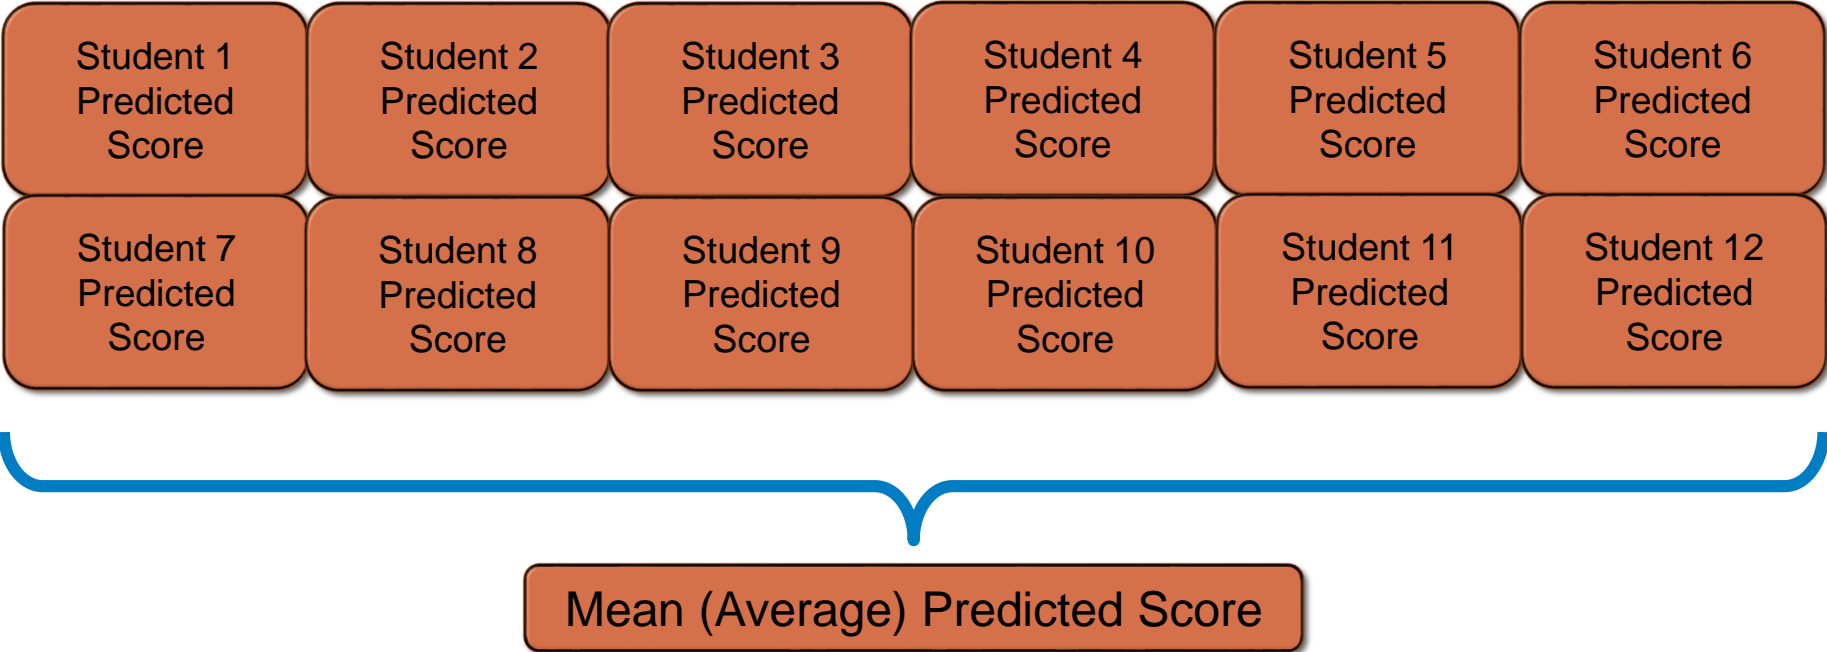 Student 1
Predicted
Score
Student 2
Predicted
Score
Student 3
Predicted
Score
Student 4
Predicted
Score
Student 5
Predicted
Score
Student 6
Predicted
Score
Student 7
Predicted
Score
Student 8
Predicted
Score
Student 9
Predicted
Score
Student 10
Predicted
Score
Student 11
Predicted
Score
Student 12
Predicted
Score
Mean (Average) Predicted Score